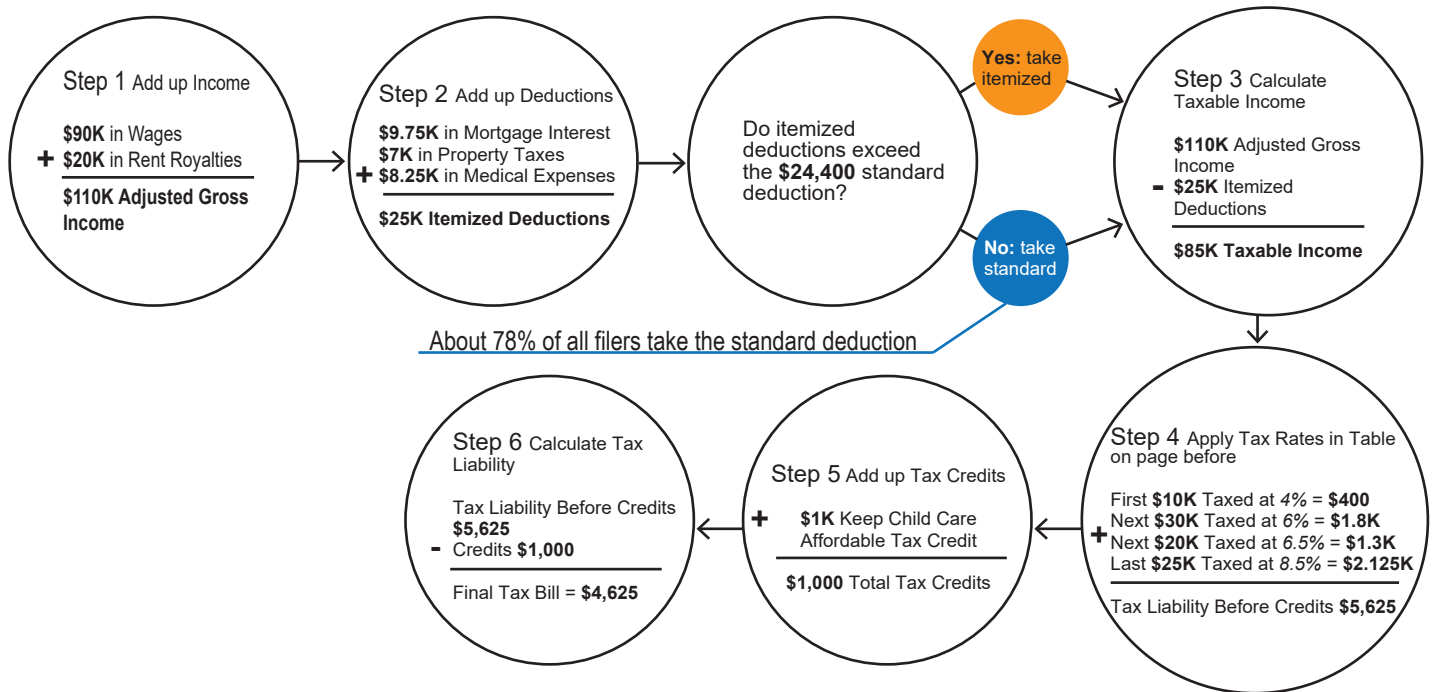 Step 1 Add up Income
$90K in Wages
+ $20K in Rent Royalties
$110K Adjusted Gross
Income
Step 2 Add up Deductions
$9.75K in Mortgage Interest
$7K in Property Taxes
+ $8.25K in Medical Expenses
$25K Itemized Deductions
Do itemized
deductions exceed
the $24,400 standard
deduction?
Yes: take
itemized
No: take
standard
About 78% of all filers take the standard deduction
Step 3 Calculate
Taxable Income
$110K Adjusted Gross
Income
- $25K Itemized
Deductions
$85K Taxable Income
Step 4 Apply Tax Rates in Table
on page before
First $10K Taxed at 4% = $400
Next $30K Taxed at 6% = $1.8K
+ Next $20K Taxed at 6.5% = $1.3K
Last $25K Taxed at 8.5% = $2.125K
Tax Liability Before Credits $5,625
Step 5 Add up Tax Credits
+ $1K Keep Child Care
Affordable Tax Credit
$1,000 Total Tax Credits
Step 6 Calculate Tax
Liability
Tax Liability Before Credits
$5,625
- Credits $1,000
Final Tax Bill = $4,625